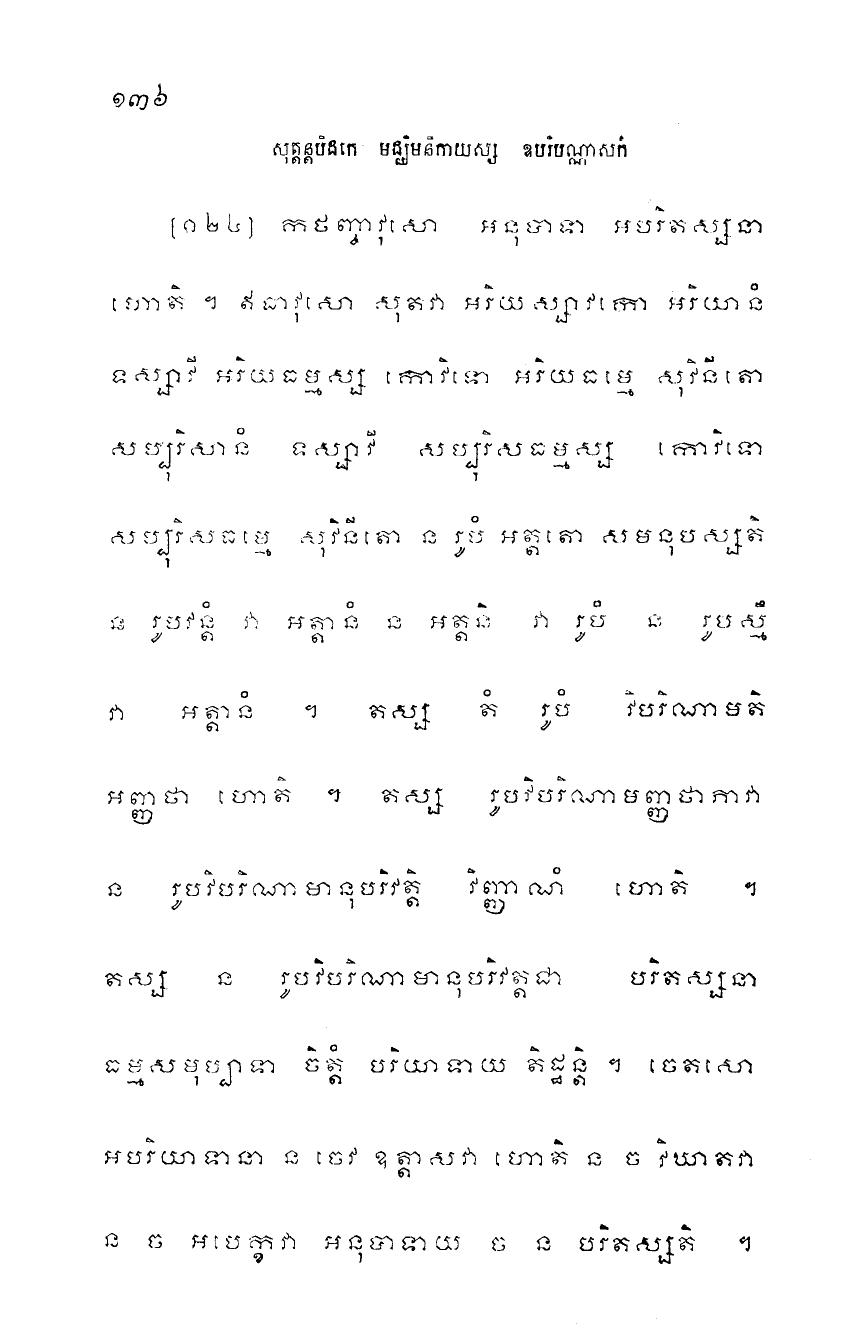 ១៣៦
សុត្តន្តបិដកេ មជ្ឈិមនិកាយស្ស ឧបរិបណ្ណាសកំ
[១២៤] កថញ្ចាវុសោ អនុបាទា អបរិតស្សនា
ហោតិ ។ ឥធាវុសោ សុតវា អរិយស្សាវកោ អរិយានំ
ទស្សាវី អរិយធម្មស្ស កោវិទោ អរិយធម្មេ សុវិនីតោ
សប្បុរិសានំ ទស្សាវី សប្បុរិសធម្មស្ស កោវិទោ
សប្បុរិសធម្មេ សុវិនីតោ ន រូបំ អត្តតោ សមនុបស្សតិ
ន រូបវន្តំ វា អត្តានំ ន អត្តនិ វា រូបំ ន រូបស្មឹ
វា អត្តានំ ។ តស្ស តំ រូបំ វិបរិណាមតិ
អញ្ញថា ហោតិ ។ តស្ស រូបវិបរិណាមញ្ញថាភាវា
ន រូបវិបរិណាមានុបរិវត្តិ វិញ្ញាណំ ហោតិ ។
តស្ស ន រូបវិបរិណាមានុបរិវត្តជា បរិតស្សនា
ធម្មសមុប្បាទា ចិត្តំ បរិយាទាយ តិដ្ឋន្តិ ។ ចេតសោ
អបរិយាទានា ន ចេវ ឧត្តាសវា ហោតិ ន ច វិឃាតវា
ន ច អបេក្ខវា អនុបាទាយ ច ន បរិតស្សតិ ។